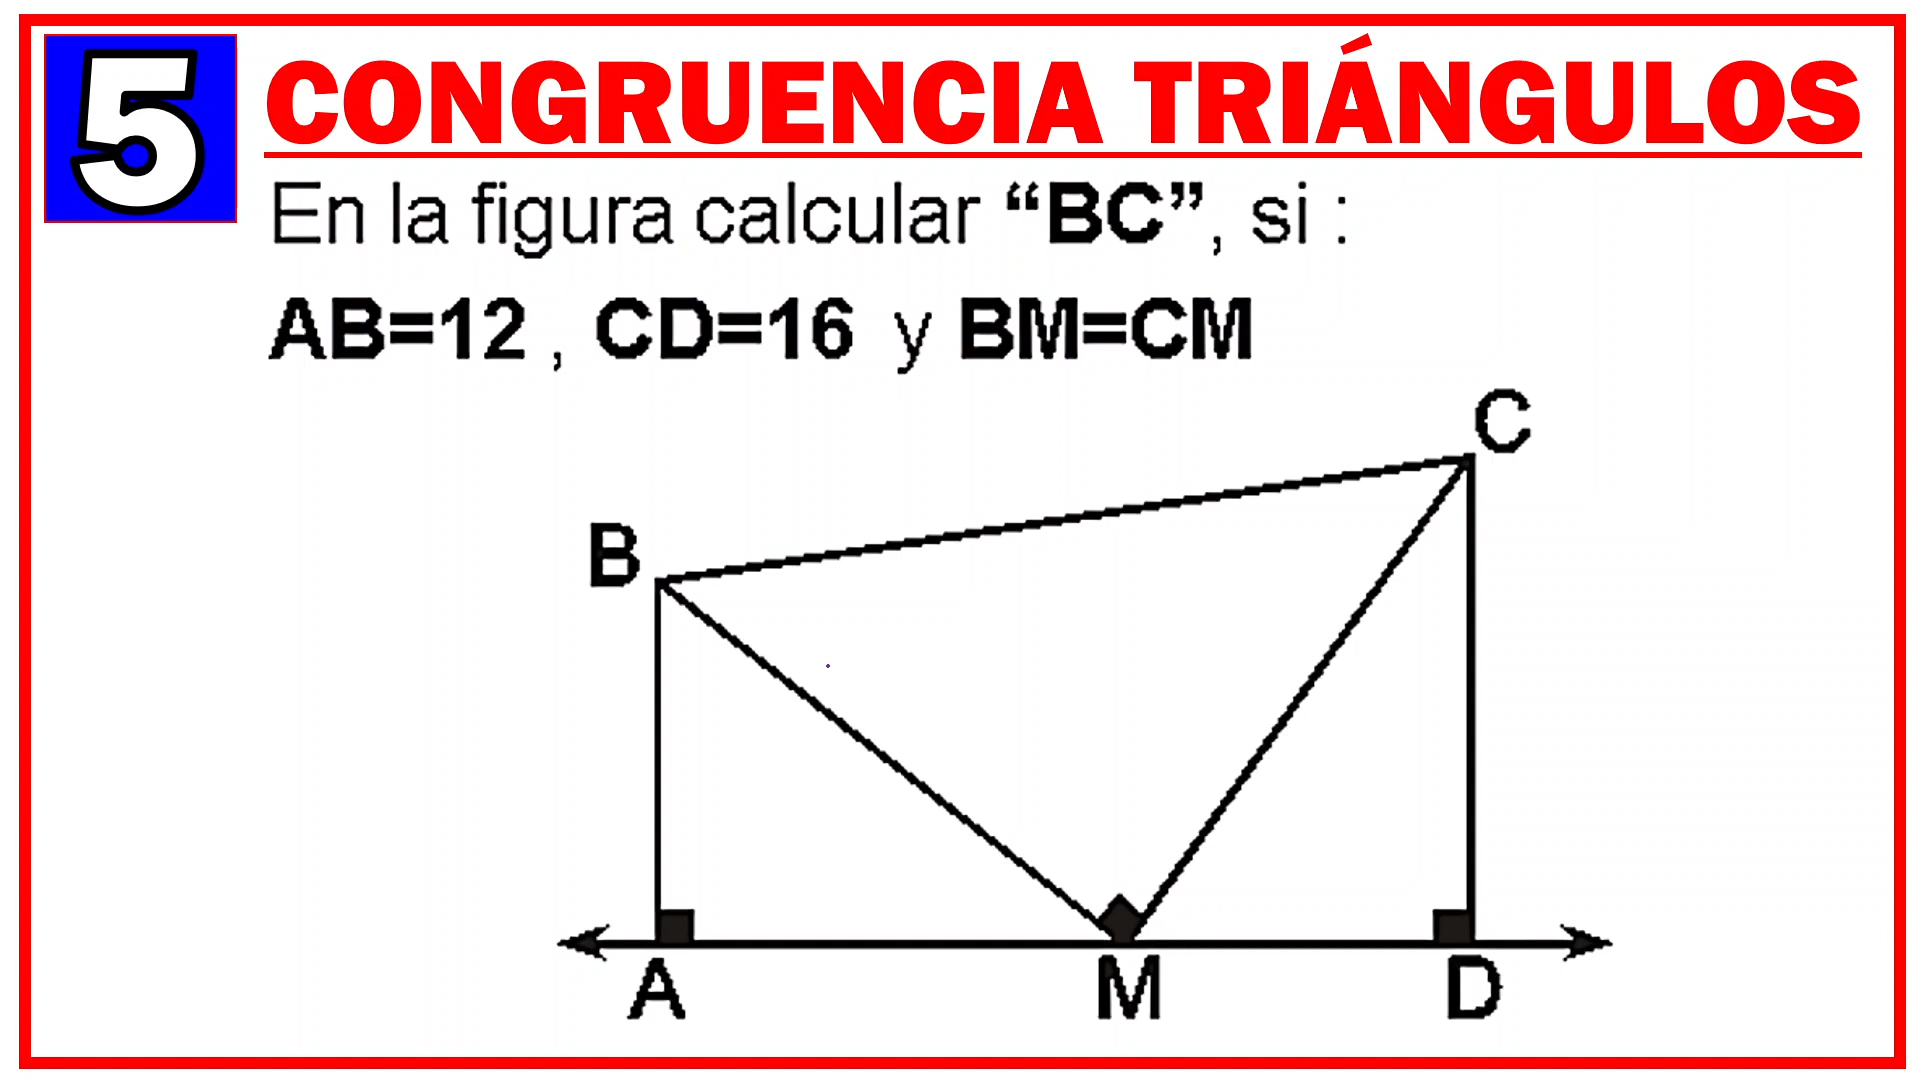 5
CONGRUENCIA TRIÁNGULOS
En la figura calcular “BC”, si :
AB=12 , CD=16 y BM=CM
C
B
A
M
D